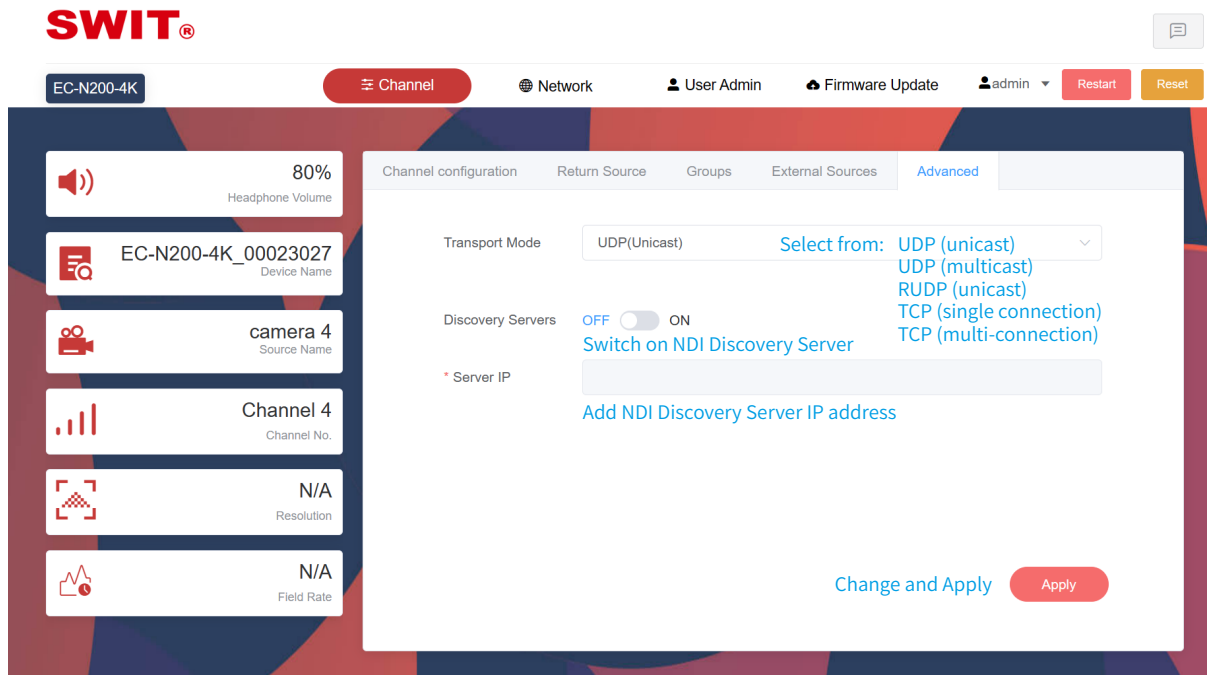 SWIT®
EC-N200-4K
Channel
Network
User Admin
Firmware Update
admin
Restart
Reset
80%
Headphone Volume
EC-N200-4K_00023027
Device Name
camera 4
Source Name
Channel 4
Channel No.
N/A
Resolution
N/A
Field Rate
Channel configuration
Return Source
Groups
External Sources
Advanced
Transport Mode
UDP(Unicast)
Select from: UDP (unicast)
UDP (multicast)
RUDP (unicast)
TCP (single connection)
TCP (multi-connection)
Discovery Servers
OFF
ON
Switch on NDI Discovery Server
* Server IP
Add NDI Discovery Server IP address
Change and Apply
Apply